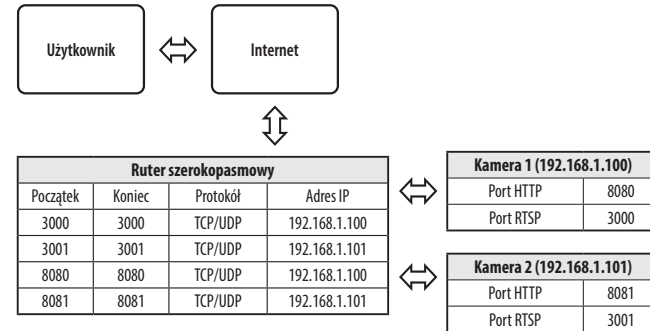 Użytkownik
Internet
Ruter szerokopasmowy
Początek Koniec Protokół Adres IP
3000 3000 TCP/UDP 192.168.1.100
3001 3001 TCP/UDP 192.168.1.101
8080 8080 TCP/UDP 192.168.1.100
8081 8081 TCP/UDP 192.168.1.101
Kamera 1 (192.168.1.100)
Port HTTP 8080
Port RTSP 3000
Kamera 2 (192.168.1.101)
Port HTTP 8081
Port RTSP 3001